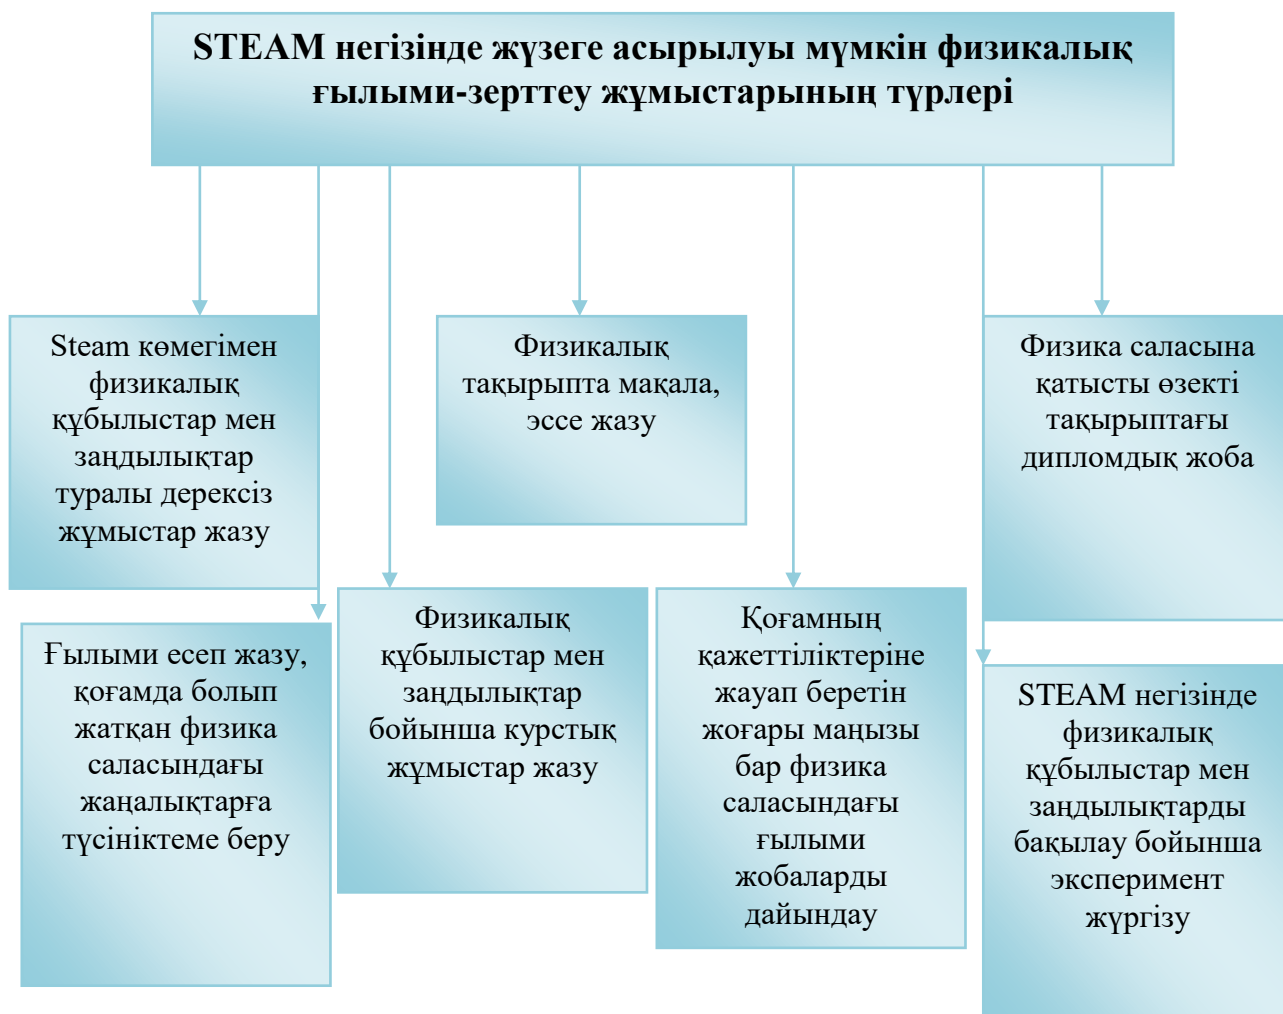 STEAM негізінде жүзеге асырылуы мүмкін физикалық
ғылыми-зерттеу жұмыстарының түрлері
Steam көмегімен
физикалық
құбылыстар мен
заңдылықтар
туралы дерексіз
жұмыстар жазу
Физикалық
тақырыпта мақала,
эссе жазу
Физика саласына
қатысты өзекті
тақырыптағы
дипломдық жоба
Ғылыми есеп жазу,
қоғамда болып
жатқан физика
саласындағы
жаңалықтарға
түсініктеме беру
Физикалық
құбылыстар мен
заңдылықтар
бойынша курстық
жұмыстар жазу
Қоғамның
қажеттіліктеріне
жауап беретін
жоғары маңызы
бар физика
саласындағы
ғылыми
жобаларды
дайындау
STEAM негізінде
физикалық
құбылыстар мен
заңдылықтарды
бақылау бойынша
эксперимент
жүргізу